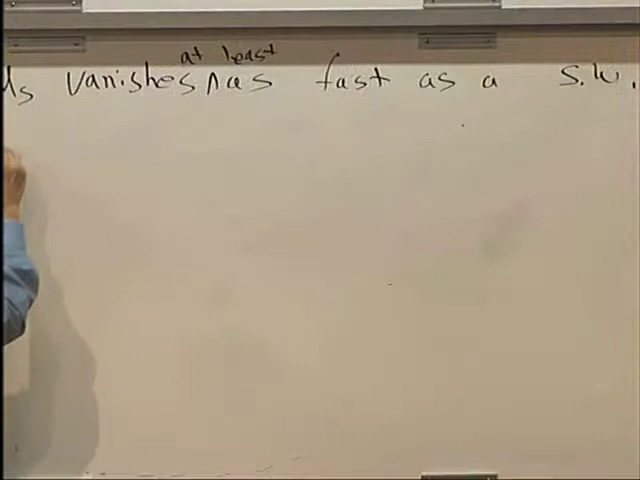 at least
vanishes ∧ as fast as a s.w.